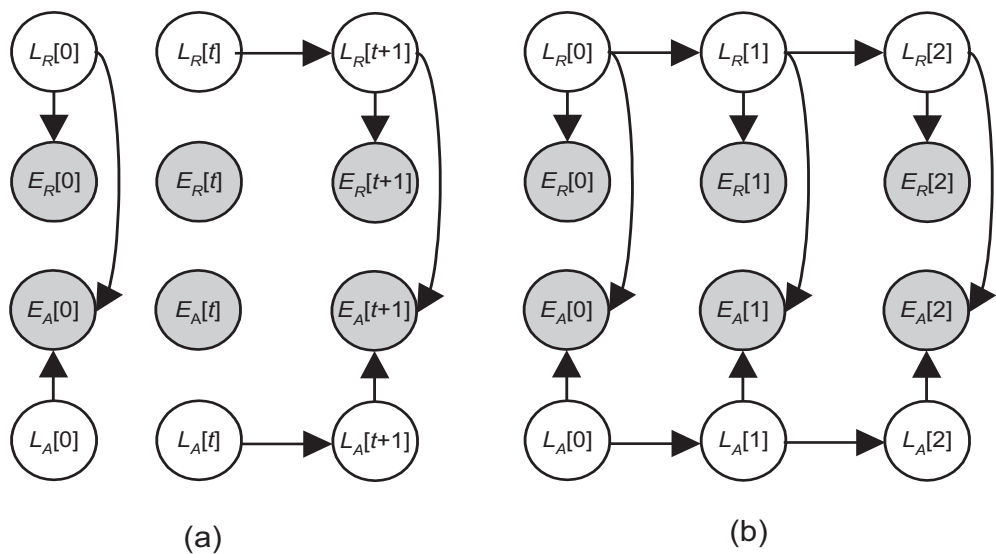 L_R[0] L_R[t] L_R[t+1] L_R[0] L_R[1] L_R[2]
E_R[0] E_R[t] E_R[t+1] E_R[0] E_R[1] E_R[2]
E_A[0] E_A[t] E_A[t+1] E_A[0] E_A[1] E_A[2]
L_A[0] L_A[t] L_A[t+1] L_A[0] L_A[1] L_A[2]
(a) (b)